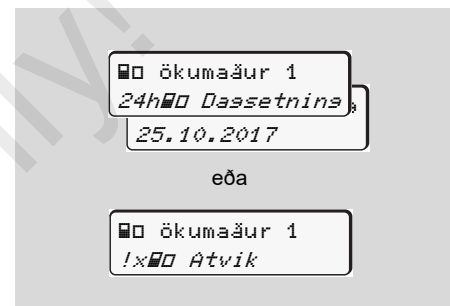 ökumaður 1
24h Dagsetning
25.10.2017
eða
ökumaður 1
!x Atvik